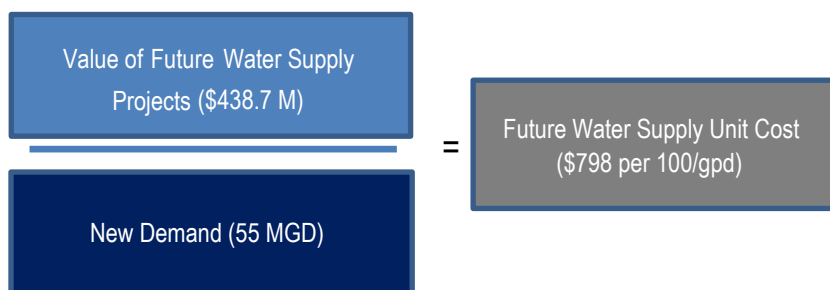 Value of Future Water Supply
Projects ($438.7 M)
New Demand (55 MGD)
=
Future Water Supply Unit Cost
($798 per 100/gpd)